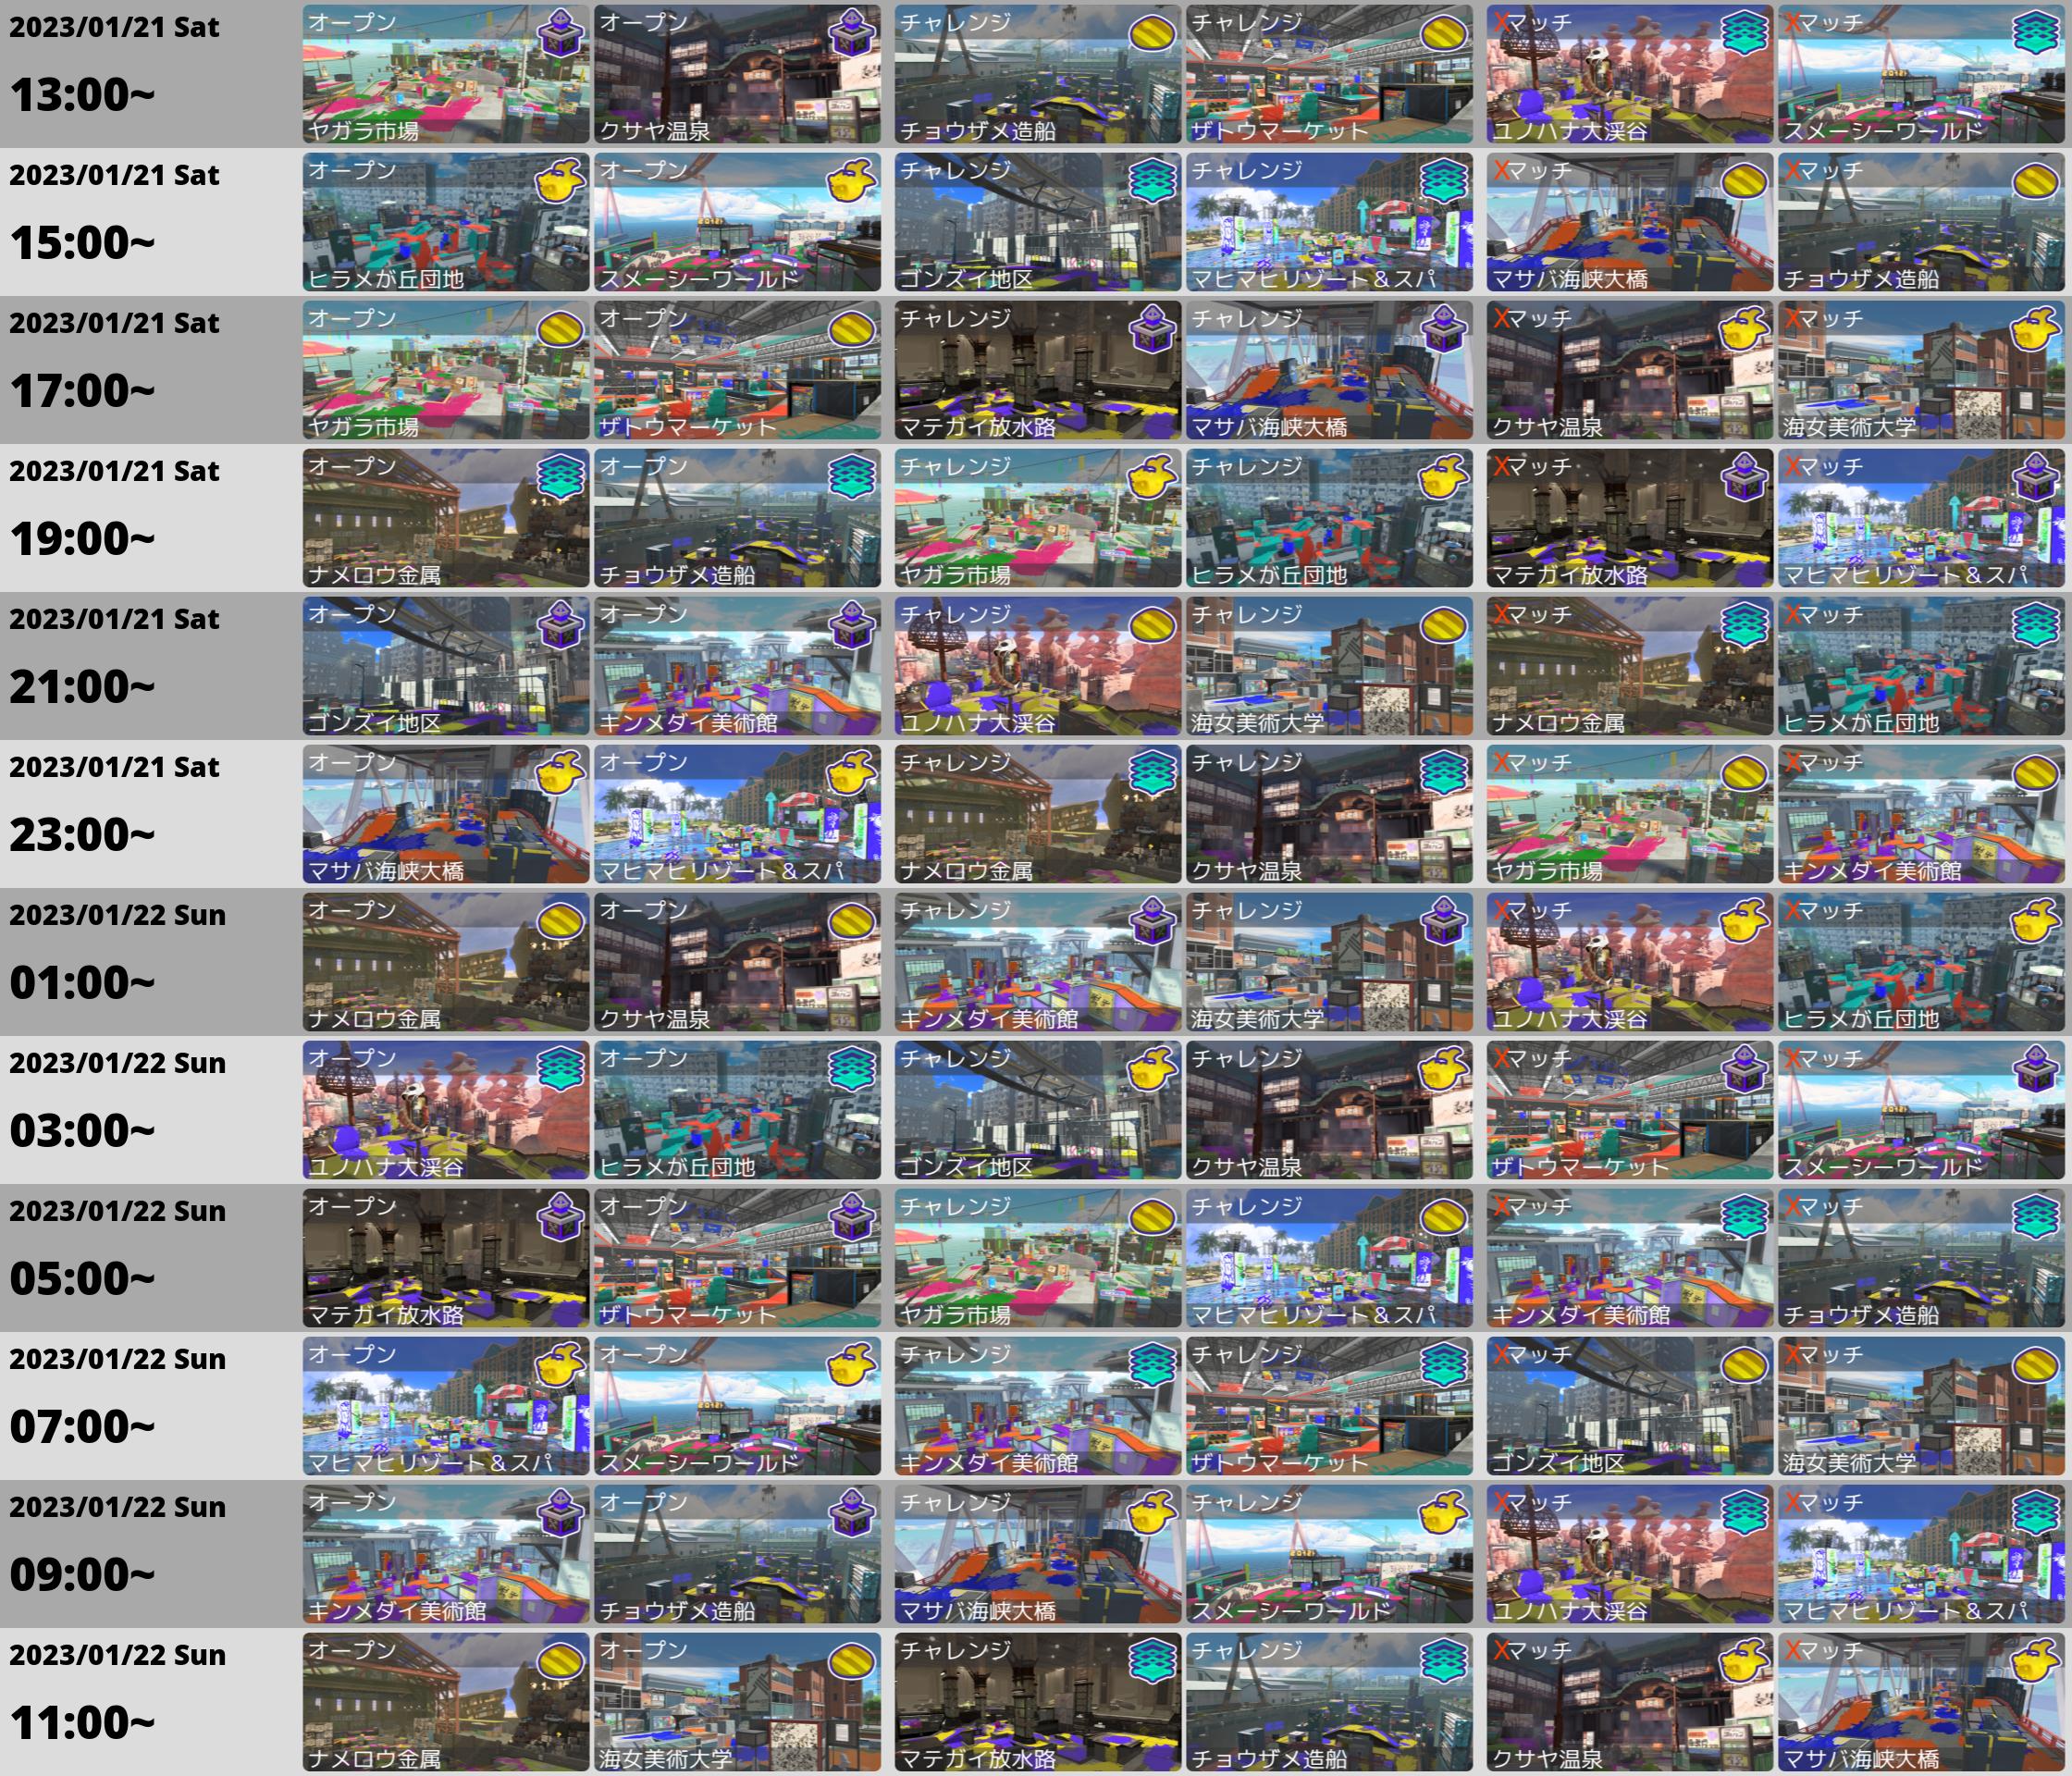 2023/01/21 Sat
13:00~
オープン オープン チャレンジ チャレンジ Xマッチ Xマッチ
ヤガラ市場 クサヤ温泉 チョウザメ造船 ザトウマーケット ユノハナ大渓谷 スメーシーワールド
2023/01/21 Sat
15:00~
オープン オープン チャレンジ チャレンジ Xマッチ Xマッチ
ヒラメが丘団地 スメーシーワールド ゴンズイ地区 マヒマヒリゾート＆スパ マサバ海峡大橋 チョウザメ造船
2023/01/21 Sat
17:00~
オープン オープン チャレンジ チャレンジ Xマッチ Xマッチ
ヤガラ市場 ザトウマーケット マテガイ放水路 マサバ海峡大橋 クサヤ温泉 海女美術大学
2023/01/21 Sat
19:00~
オープン オープン チャレンジ チャレンジ Xマッチ Xマッチ
ナメロウ金属 チョウザメ造船 ヤガラ市場 ヒラメが丘団地 マテガイ放水路 マヒマヒリゾート＆スパ
2023/01/21 Sat
21:00~
オープン オープン チャレンジ チャレンジ Xマッチ Xマッチ
ゴンズイ地区 キンメダイ美術館 ユノハナ大渓谷 海女美術大学 ナメロウ金属 ヒラメが丘団地
2023/01/21 Sat
23:00~
オープン オープン チャレンジ チャレンジ Xマッチ Xマッチ
マサバ海峡大橋 マヒマヒリゾート＆スパ ナメロウ金属 クサヤ温泉 ヤガラ市場 キンメダイ美術館
2023/01/22 Sun
01:00~
オープン オープン チャレンジ チャレンジ Xマッチ Xマッチ
ナメロウ金属 クサヤ温泉 キンメダイ美術館 海女美術大学 ユノハナ大渓谷 ヒラメが丘団地
2023/01/22 Sun
03:00~
オープン オープン チャレンジ チャレンジ Xマッチ Xマッチ
ユノハナ大渓谷 ヒラメが丘団地 ゴンズイ地区 クサヤ温泉 ザトウマーケット スメーシーワールド
2023/01/22 Sun
05:00~
オープン オープン チャレンジ チャレンジ Xマッチ Xマッチ
マテガイ放水路 ザトウマーケット ヤガラ市場 マヒマヒリゾート＆スパ キンメダイ美術館 チョウザメ造船
2023/01/22 Sun
07:00~
オープン オープン チャレンジ チャレンジ Xマッチ Xマッチ
マヒマヒリゾート＆スパ スメーシーワールド キンメダイ美術館 ザトウマーケット ゴンズイ地区 海女美術大学
2023/01/22 Sun
09:00~
オープン オープン チャレンジ チャレンジ Xマッチ Xマッチ
キンメダイ美術館 チョウザメ造船 マサバ海峡大橋 スメーシーワールド ユノハナ大渓谷 マヒマヒリゾート＆スパ
2023/01/22 Sun
11:00~
オープン オープン チャレンジ チャレンジ Xマッチ Xマッチ
ナメロウ金属 海女美術大学 マテガイ放水路 チョウザメ造船 クサヤ温泉 マサバ海峡大橋